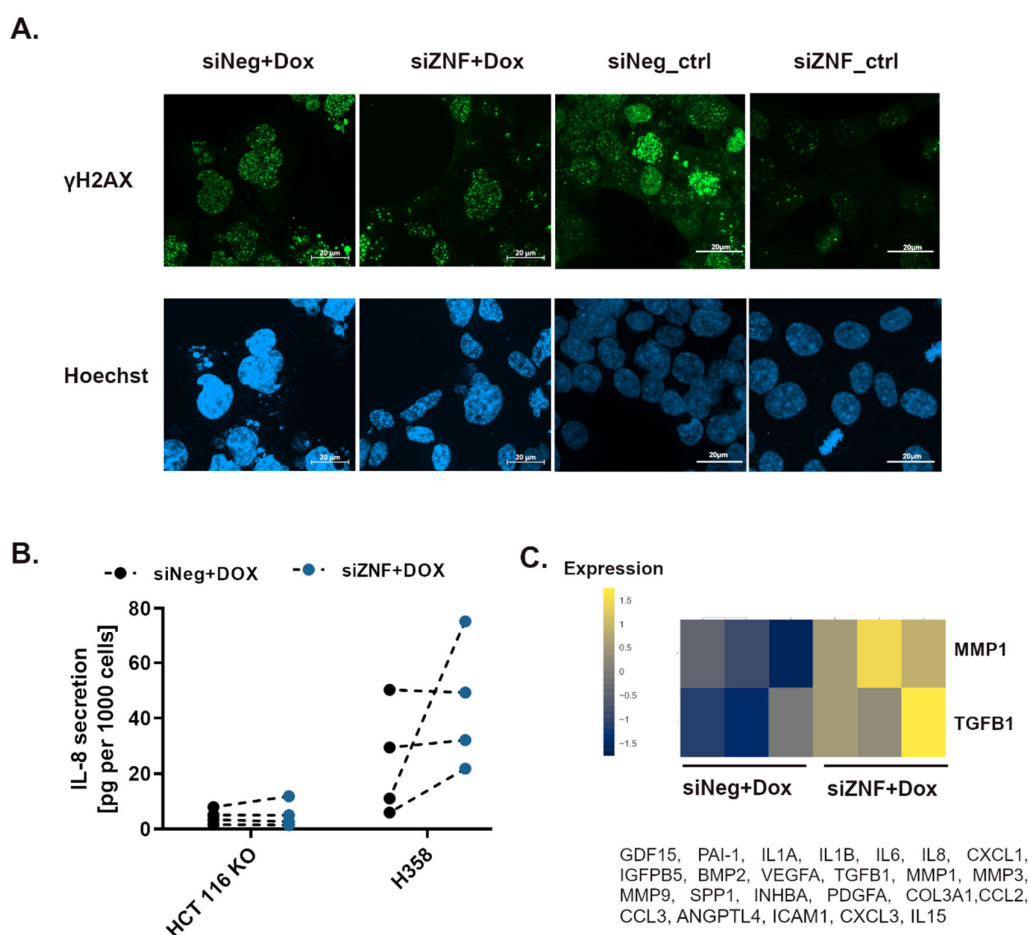 A.
siNeg+Dox siZNF+Dox siNeg_ctrl siZNF_ctrl
γH2AX
20 µm 20 µm 20µm 20µm
Hoechst
20 µm 20 µm 20µm 20µm
B.
siNeg+DOX siZNF+DOX
IL-8 secretion
[pg per 1000 cells]
80
60
40
20
0
HCT 116 KO
H358
C.
Expression
1.5
1
0.5
0
−0.5
−1
−1.5
MMP1
TGFB1
siNeg+Dox siZNF+Dox
GDF15, PAI-1, IL1A, IL1B, IL6, IL8, CXCL1,
IGFPB5, BMP2, VEGFA, TGFB1, MMP1, MMP3,
MMP9, SPP1, INHBA, PDGFA, COL3A1,CCL2,
CCL3, ANGPTL4, ICAM1, CXCL3, IL15